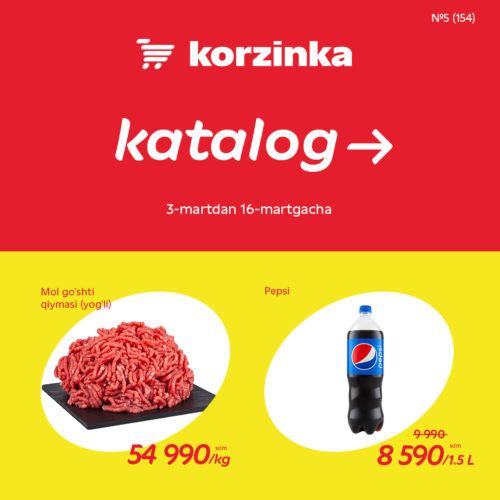 №5 (154)
korzinka
katalog→
3-martdan 16-martgacha
Mol go'shti
qiymasi (yog'li)
Pepsi
pepsi
so'm
54 990/kg
9 990
so'm
8 590/1.5 L